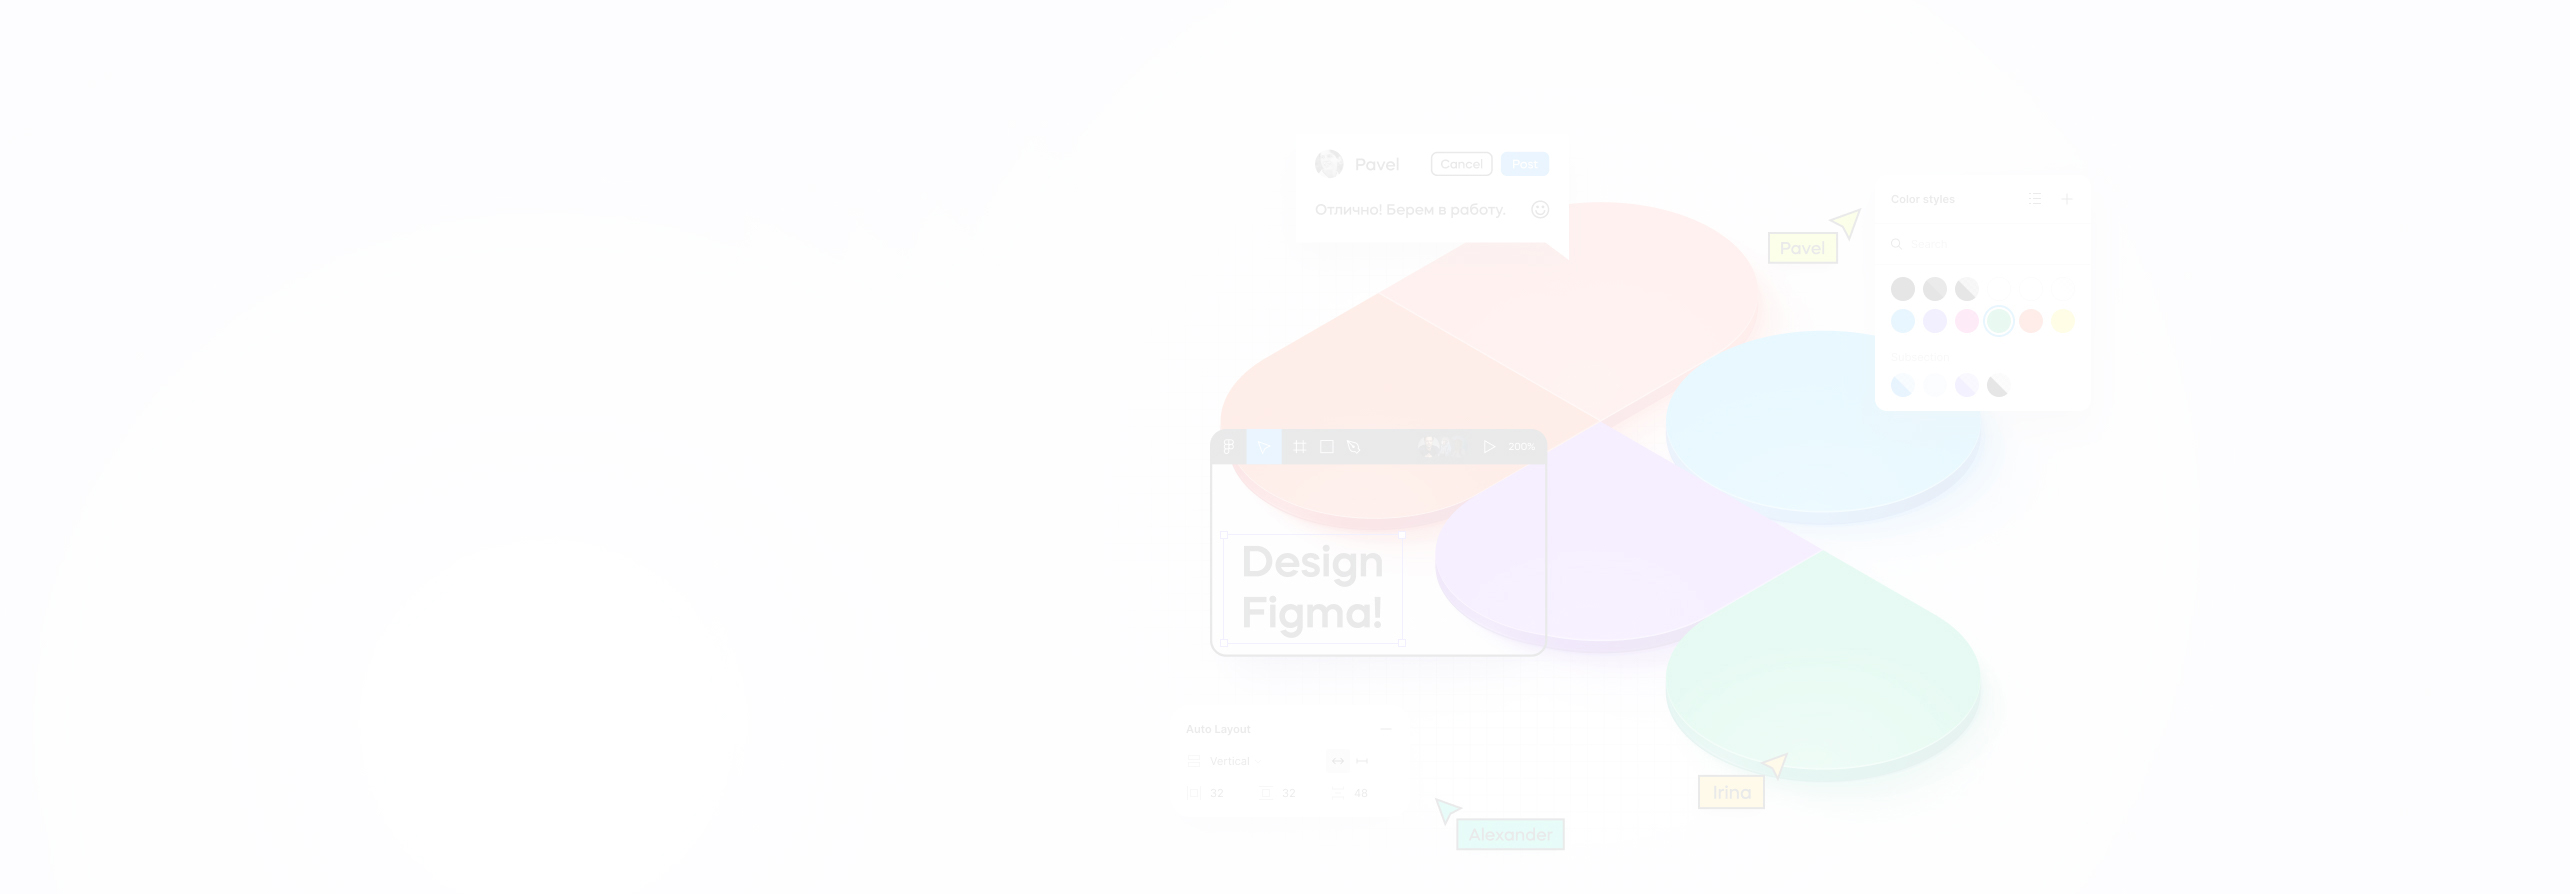 Pavel
Cancel
Post
Отлично! Берем в работу.
Pavel
Color styles
Search
Subsection
200%
Design
Figma!
Auto Layout
Vertical
32
32
48
Irina
Alexander